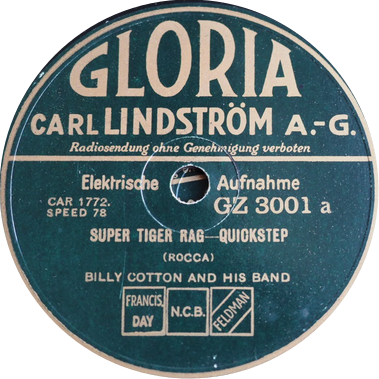 GLORIA
CARL LINDSTRÖM A.-G.
Radiosendung ohne Genehmigung verboten
Elektrische Aufnahme
CAR 1772. GZ 3001 a
SPEED 78
SUPER TIGER RAG—QUICKSTEP
(ROCCA)
BILLY COTTON AND HIS BAND
FRANCIS, DAY N.C.B. FELDMAN